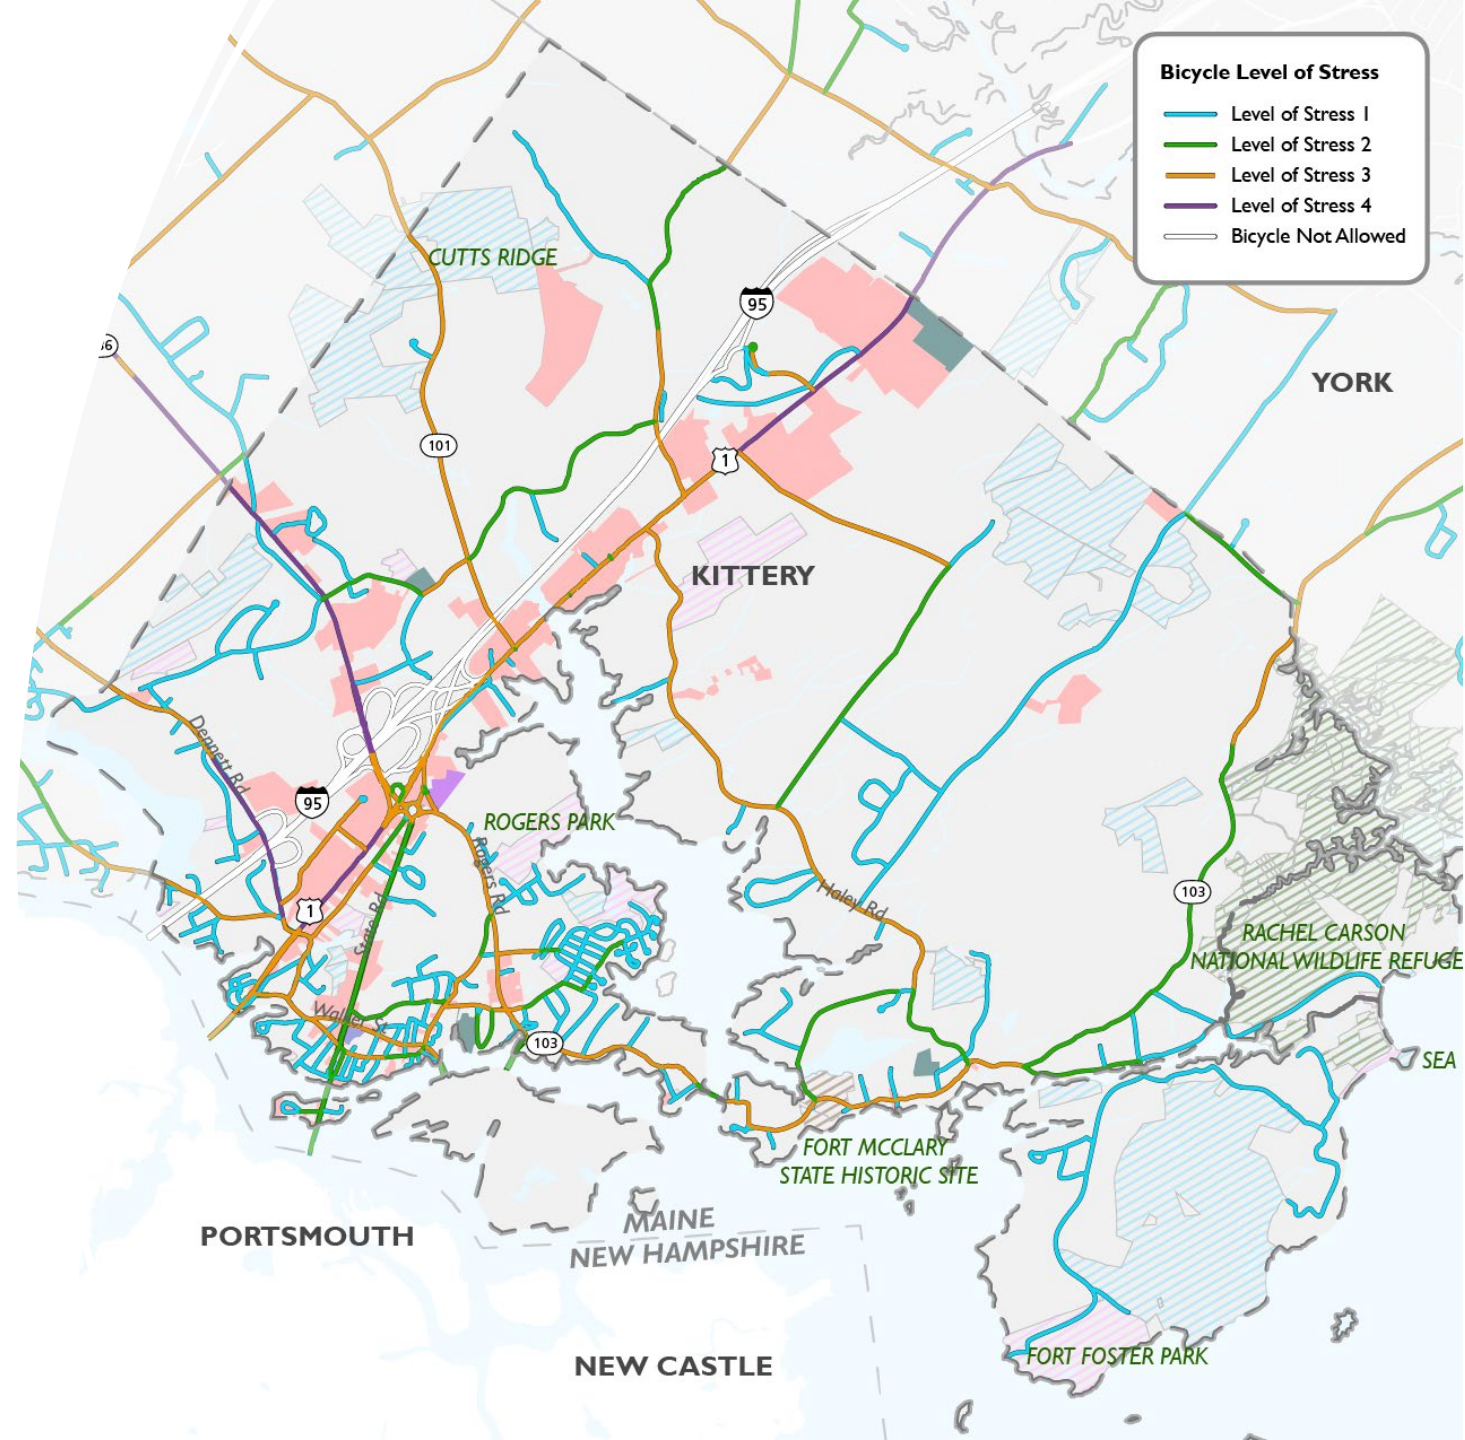 Bicycle Level of Stress
Level of Stress 1
Level of Stress 2
Level of Stress 3
Level of Stress 4
Bicycle Not Allowed
CUTTS RIDGE
95
YORK
101
1
KITTERY
Dennett Rd
95
ROGERS PARK
Rogers Rd
1
State Rd
Haley Rd
103
RACHEL CARSON
NATIONAL WILDLIFE REFUGE
Walker St
103
SEA
FORT MCCLARY
STATE HISTORIC SITE
MAINE
NEW HAMPSHIRE
PORTSMOUTH
NEW CASTLE
FORT FOSTER PARK